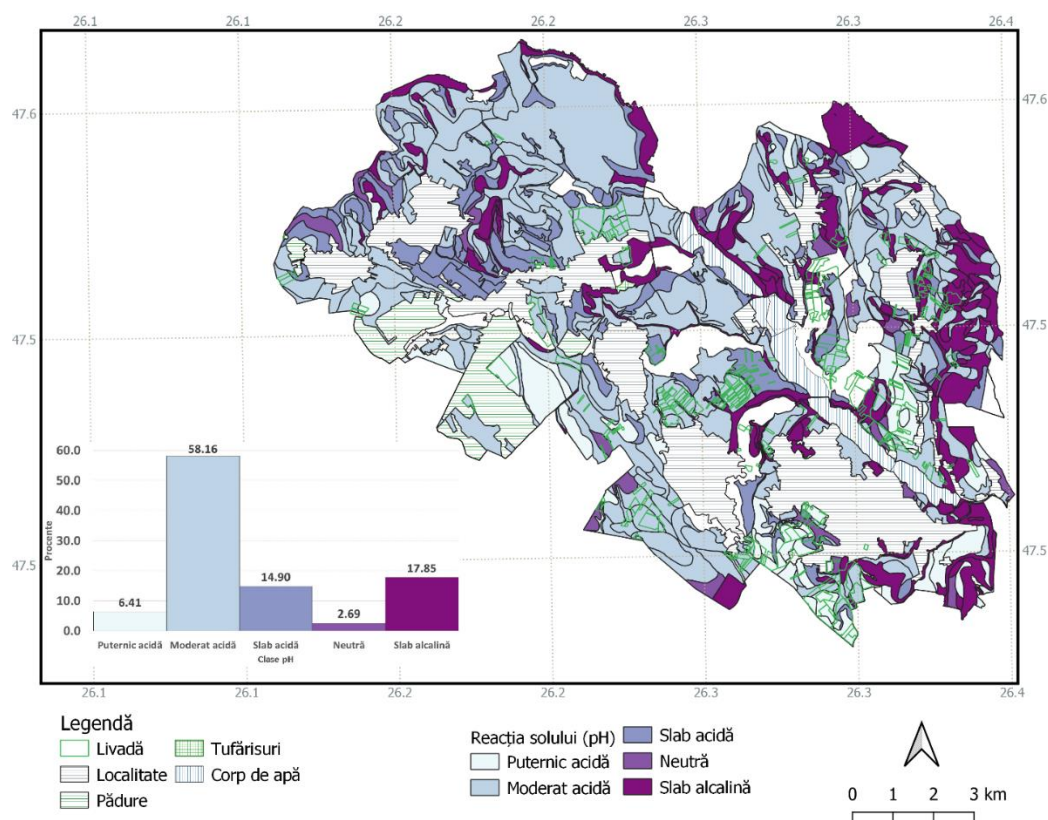 26.1 26.1 26.2 26.2 26.3 26.3 26.4
47.6 47.6
47.5 47.5
47.5 47.5
60.0
50.0
40.0
30.0
20.0
10.0
0.0
Procente
6.41
58.16
14.90
2.69
17.85
Puternic acidă Moderat acidă Slab acidă Neutră Slab alcalină
Clase pH
26.1 26.1 26.2 26.2 26.3 26.3 26.4
Legendă
Livadă
Localitate
Pădure
Tufărisuri
Corp de apă
Reacția solului (pH)
Puternic acidă
Moderat acidă
Slab acidă
Neutră
Slab alcalină
0 1 2 3 km